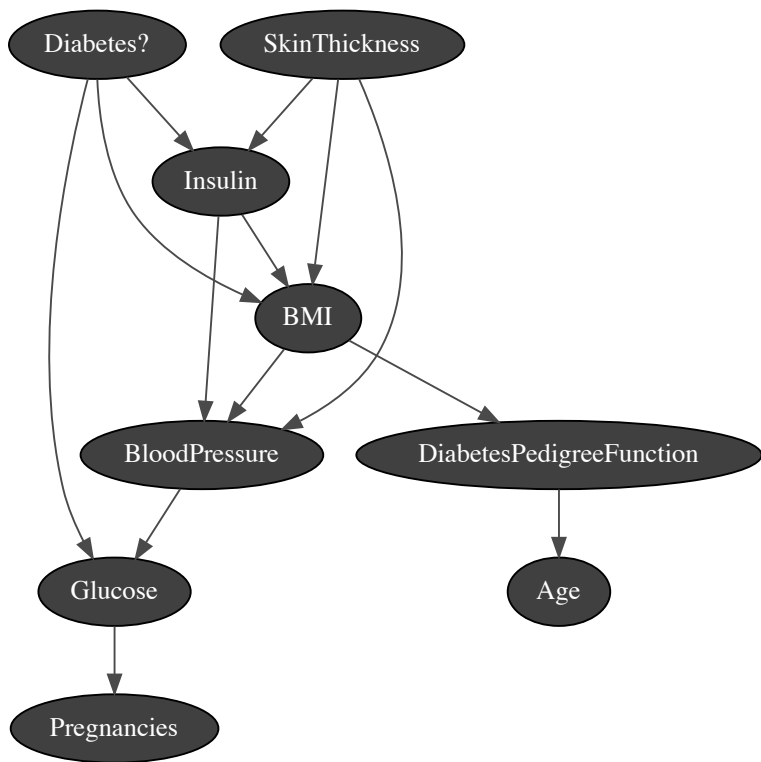 Diabetes?
SkinThickness
Insulin
BMI
BloodPressure
DiabetesPedigreeFunction
Glucose
Age
Pregnancies